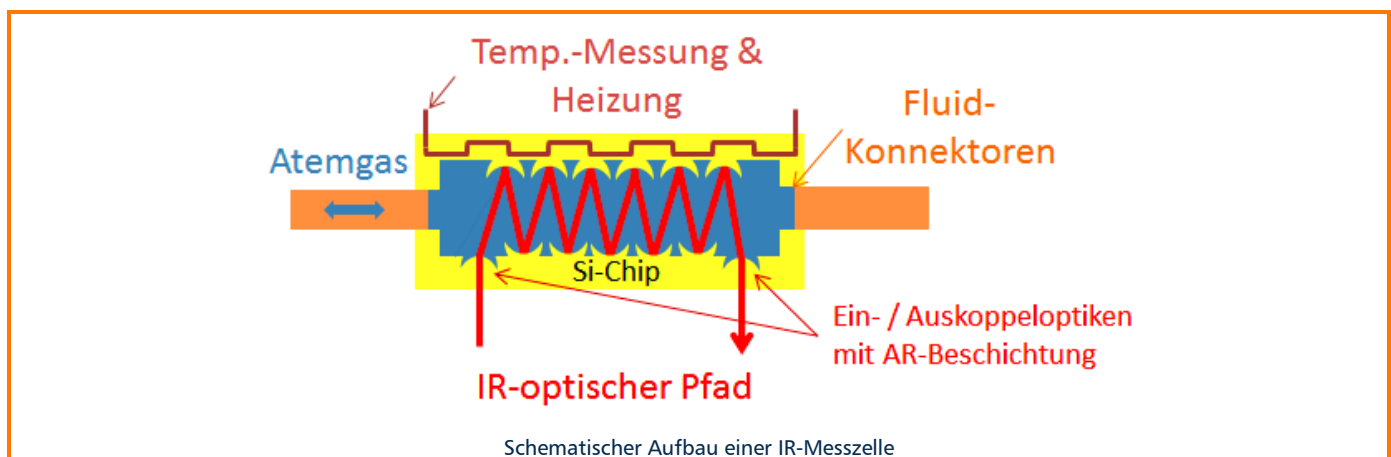 Temp.-Messung &
Heizung
Fluid-
Konnektoren
Atemgas
Si-Chip
Ein- / Auskoppeloptiken
mit AR-Beschichtung
IR-optischer Pfad
Schematischer Aufbau einer IR-Messzelle